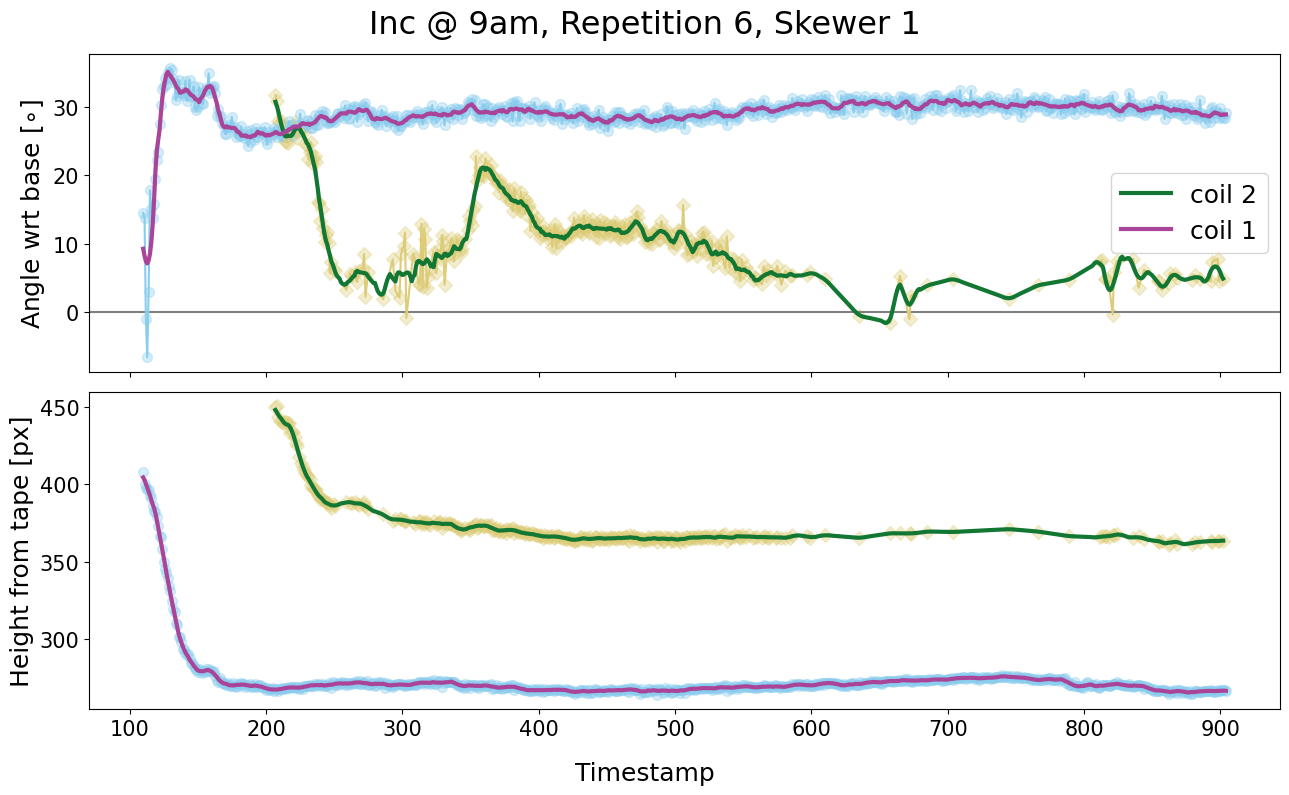 Inc @ 9am, Repetition 6, Skewer 1
Angle wrt base [∘]
30
20
10
0
coil 2
coil 1
Height from tape [px]
450
400
350
300
100 200 300 400 500 600 700 800 900
Timestamp